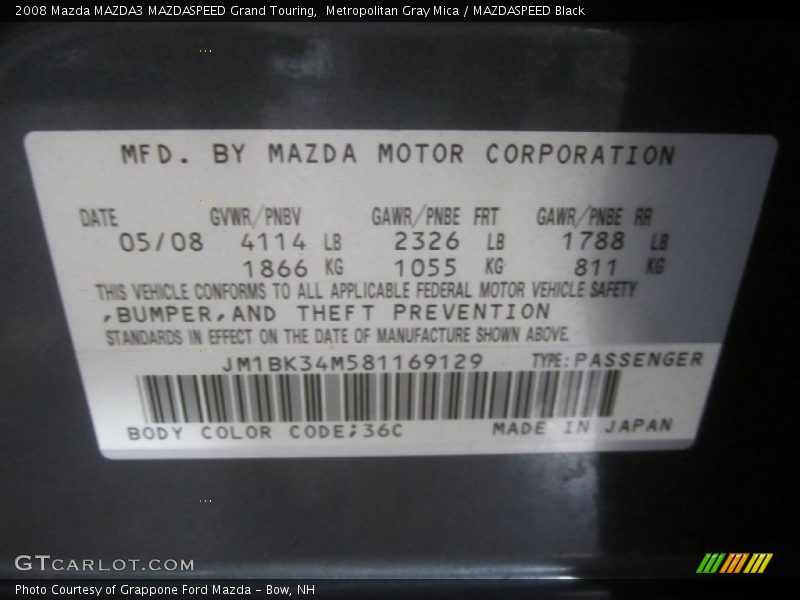 2008 Mazda MAZDA3 MAZDASPEED Grand Touring, Metropolitan Gray Mica / MAZDASPEED Black
MFD. BY MAZDA MOTOR CORPORATION
DATE GVWR/PNBV GAWR/PNBE FRT GAWR/PNBE RR
05/08 4114 LB 2326 LB 1788 LB
1866 KG 1055 KG 811 KG
THIS VEHICLE CONFORMS TO ALL APPLICABLE FEDERAL MOTOR VEHICLE SAFETY
,BUMPER,AND THEFT PREVENTION
STANDARDS IN EFFECT ON THE DATE OF MANUFACTURE SHOWN ABOVE.
JM1BK34M581169129 TYPE:PASSENGER
BODY COLOR CODE;36C MADE IN JAPAN
GTCARLOT.COM
Photo Courtesy of Grappone Ford Mazda - Bow, NH